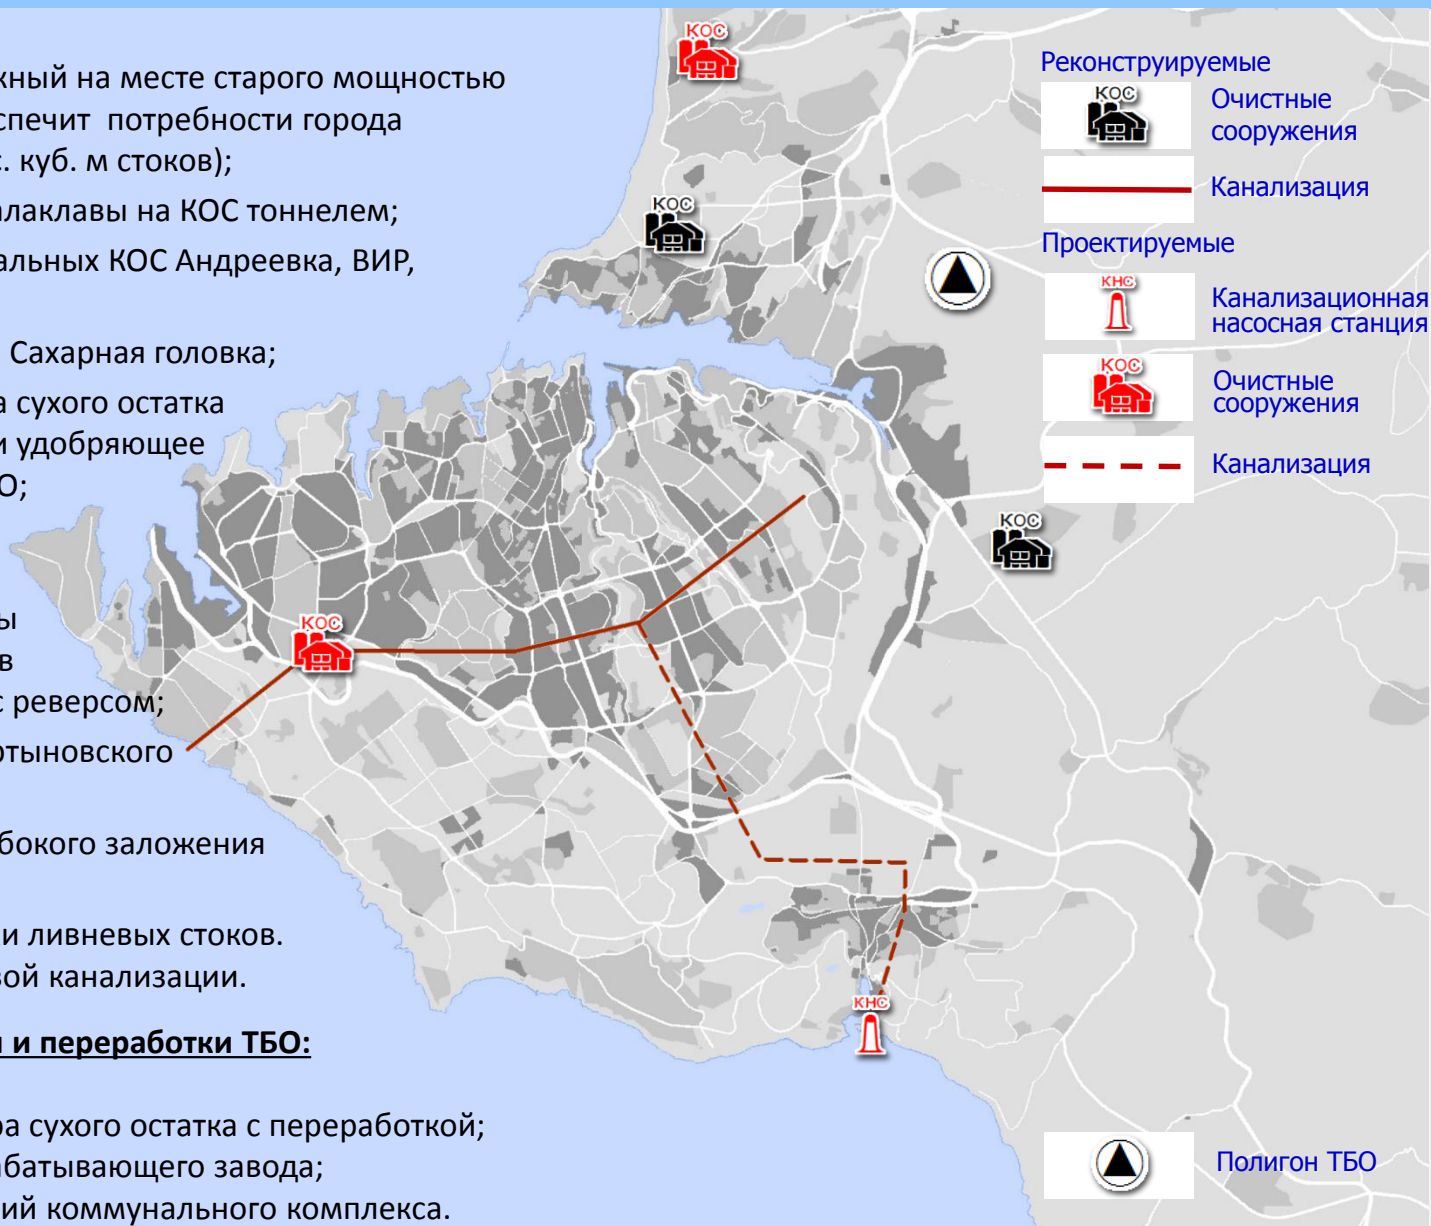 жный на месте старого мощностью
спечит потребности города
с. куб. м стоков);
алаклавы на КОС тоннелем;
альных КОС Андреевка, ВИР,
Сахарная головка;
а сухого остатка
и удобряющее
О;
ы
в
с реверсом;
отыновского
бокого заложения
и ливневых стоков.
вой канализации.
и и переработки ТБО:
ра сухого остатка с переработкой;
абатывающего завода;
ий коммунального комплекса.
КОС
КОС
КОС
КОС
КНС
Реконструируемые
КОС
Очистные
сооружения
Канализация
Проектируемые
КНС
Канализационная
насосная станция
КОС
Очистные
сооружения
Канализация
Полигон ТБО